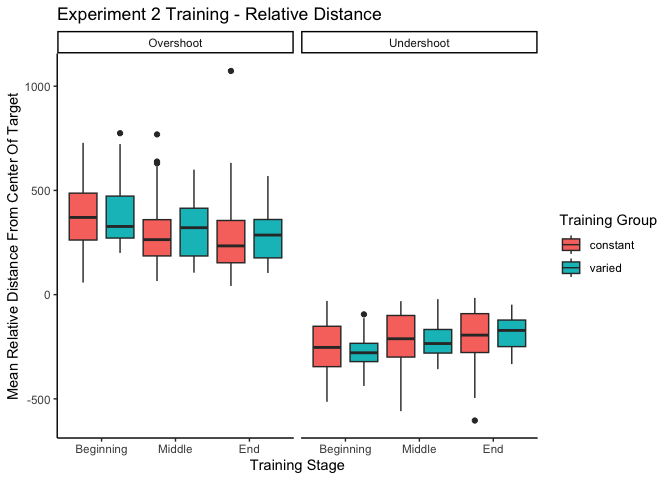 Experiment 2 Training - Relative Distance
Overshoot
Undershoot
Mean Relative Distance From Center Of Target
1000
500
0
-500
Beginning
Middle
End
Beginning
Middle
End
Training Stage
Training Group
constant
varied